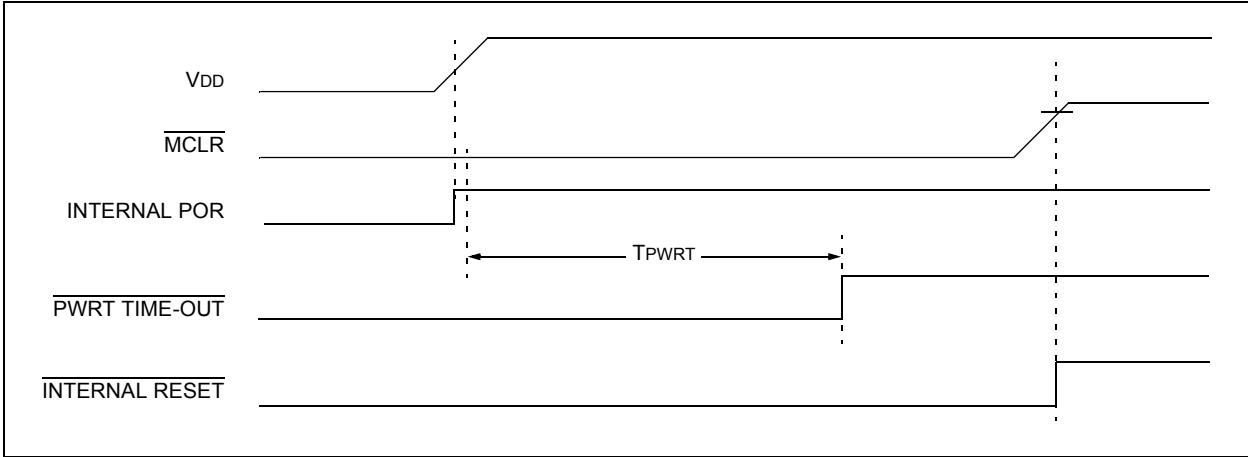 VDD
MCLR
INTERNAL POR
TPWRT
PWRT TIME-OUT
INTERNAL RESET